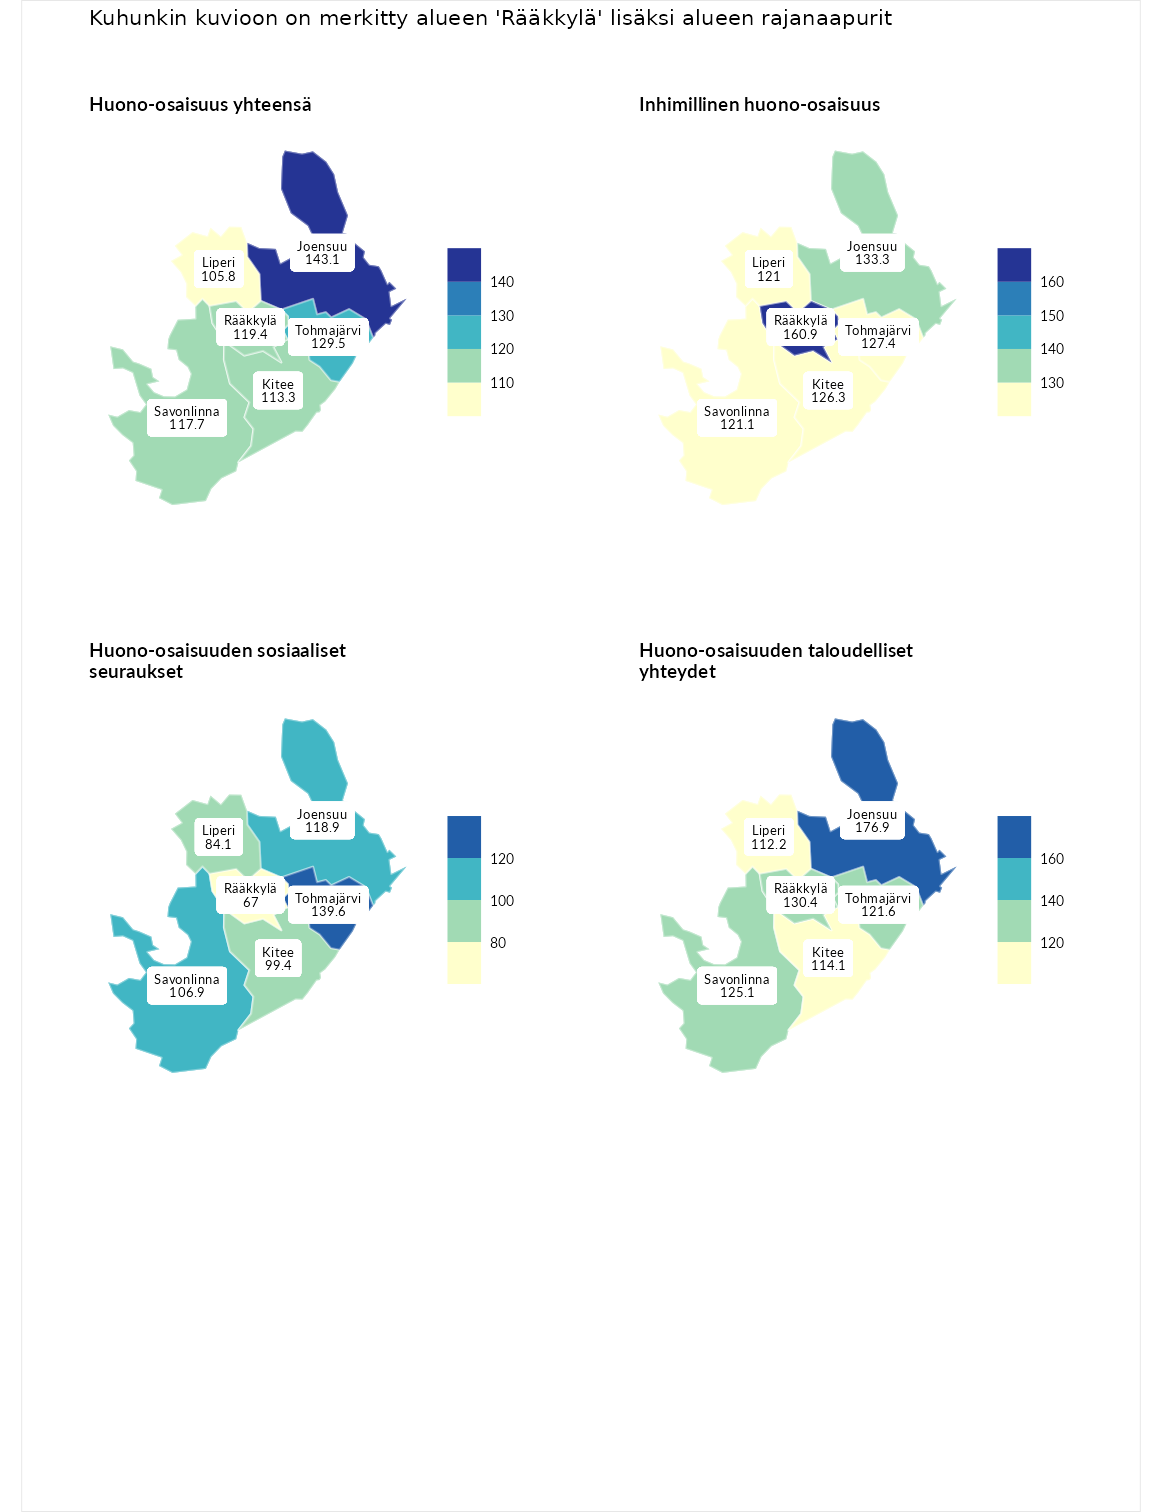 Kuhunkin kuvioon on merkitty alueen 'Rääkkylä' lisäksi alueen rajanaapurit
Huono-osaisuus yhteensä
Joensuu
143.1
Liperi
105.8
Rääkkylä
119.4
Tohmajärvi
129.5
Kitee
113.3
Savonlinna
117.7
140
130
120
110
Inhimillinen huono-osaisuus
Joensuu
133.3
Liperi
121
Rääkkylä
160.9
Tohmajärvi
127.4
Kitee
126.3
Savonlinna
121.1
160
150
140
130
Huono-osaisuuden sosiaaliset
seuraukset
Joensuu
118.9
Liperi
84.1
Rääkkylä
67
Tohmajärvi
139.6
Kitee
99.4
Savonlinna
106.9
120
100
80
Huono-osaisuuden taloudelliset
yhteydet
Joensuu
176.9
Liperi
112.2
Rääkkylä
130.4
Tohmajärvi
121.6
Kitee
114.1
Savonlinna
125.1
160
140
120